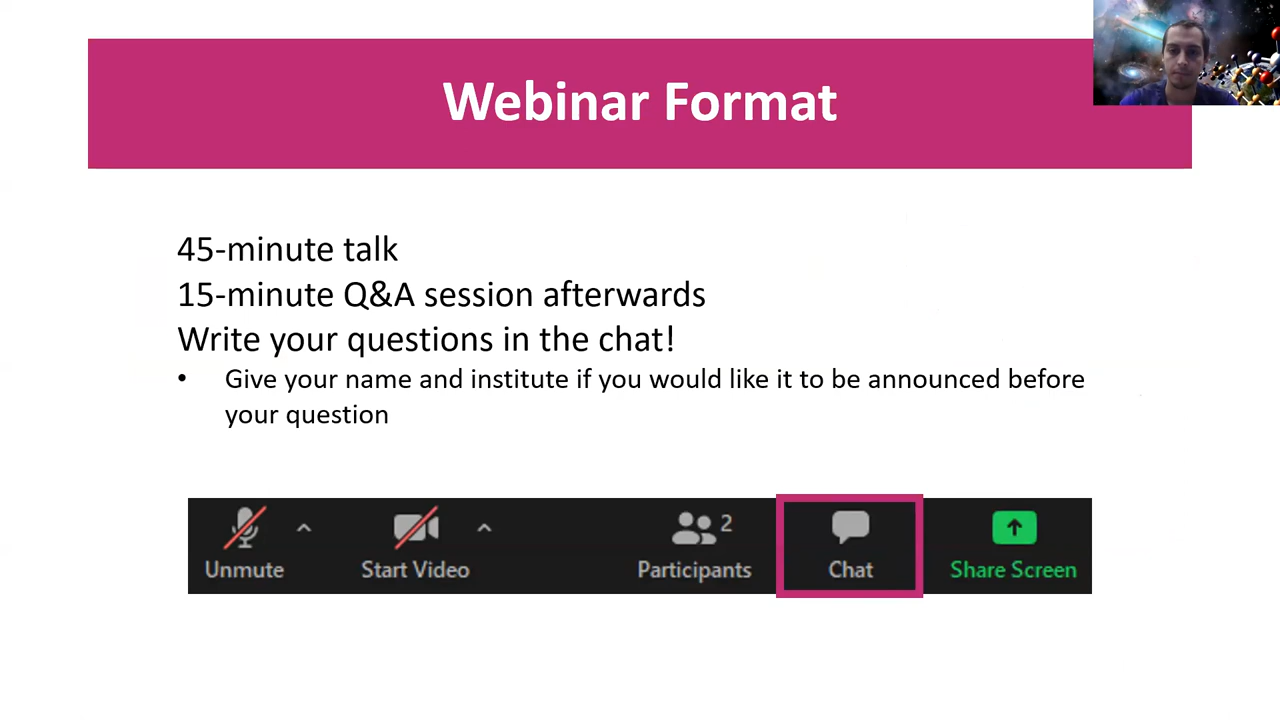 Webinar Format
45-minute talk
15-minute Q&A session afterwards
Write your questions in the chat!
• Give your name and institute if you would like it to be announced before
your question
2
Unmute Start Video Participants Chat Share Screen